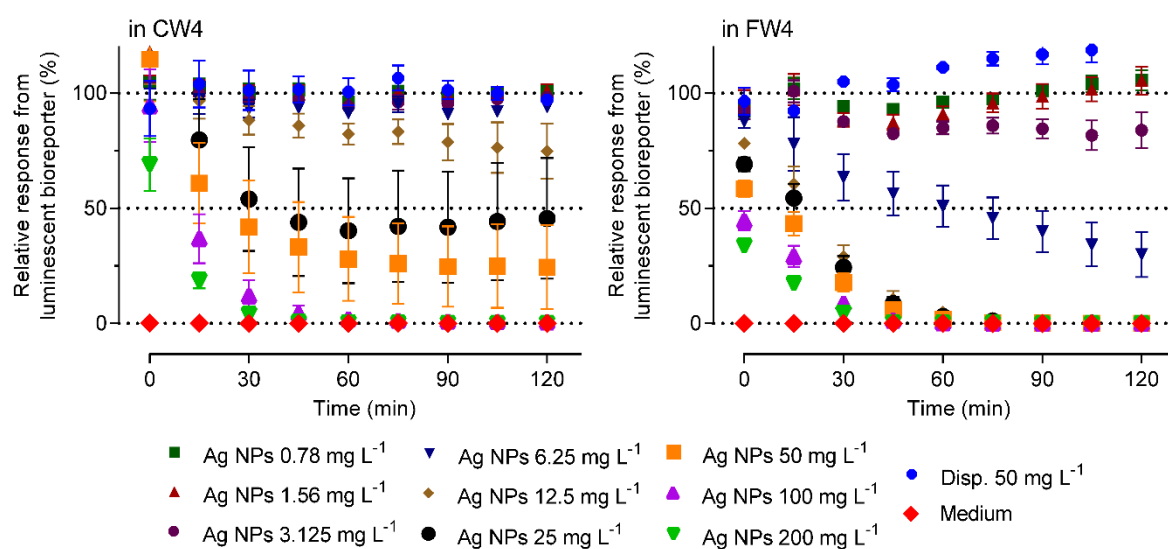 in CW4
in FW4
Relative response from
luminescent bioreporter (%)
100
50
0
0 30 60 90 120
Time (min)
Relative response from
luminescent bioreporter (%)
100
50
0
0 30 60 90 120
Time (min)
Ag NPs 0.78 mg L⁻¹
Ag NPs 1.56 mg L⁻¹
Ag NPs 3.125 mg L⁻¹
Ag NPs 6.25 mg L⁻¹
Ag NPs 12.5 mg L⁻¹
Ag NPs 25 mg L⁻¹
Ag NPs 50 mg L⁻¹
Ag NPs 100 mg L⁻¹
Ag NPs 200 mg L⁻¹
Disp. 50 mg L⁻¹
Medium